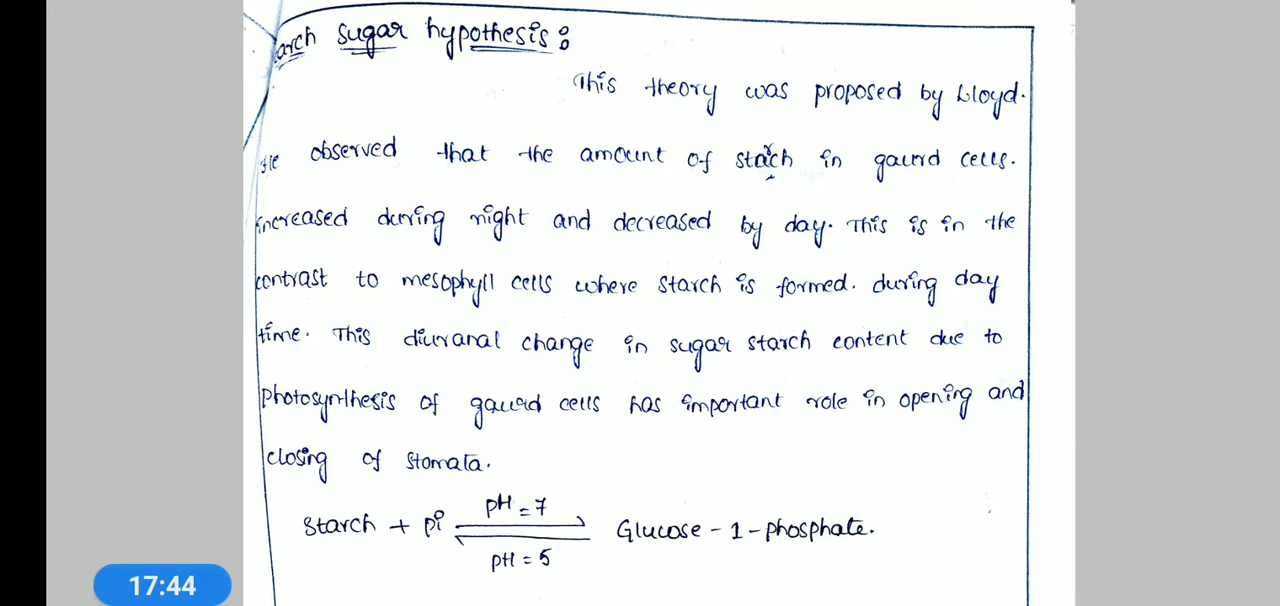 arch sugar hypothesis:
This theory was proposed by Lloyd.
He observed that the amount of starch in gaurd cells.
increased during night and decreased by day. This is in the
contrast to mesophyll cells where starch is formed. during day
time. This diuranal change in sugar starch content due to
photosynthesis of gaurd cells has important role in opening and
closing of stomata.
pH = 7
Starch + Pi ⇌ Glucose - 1 - phosphate.
pH = 5
17:44